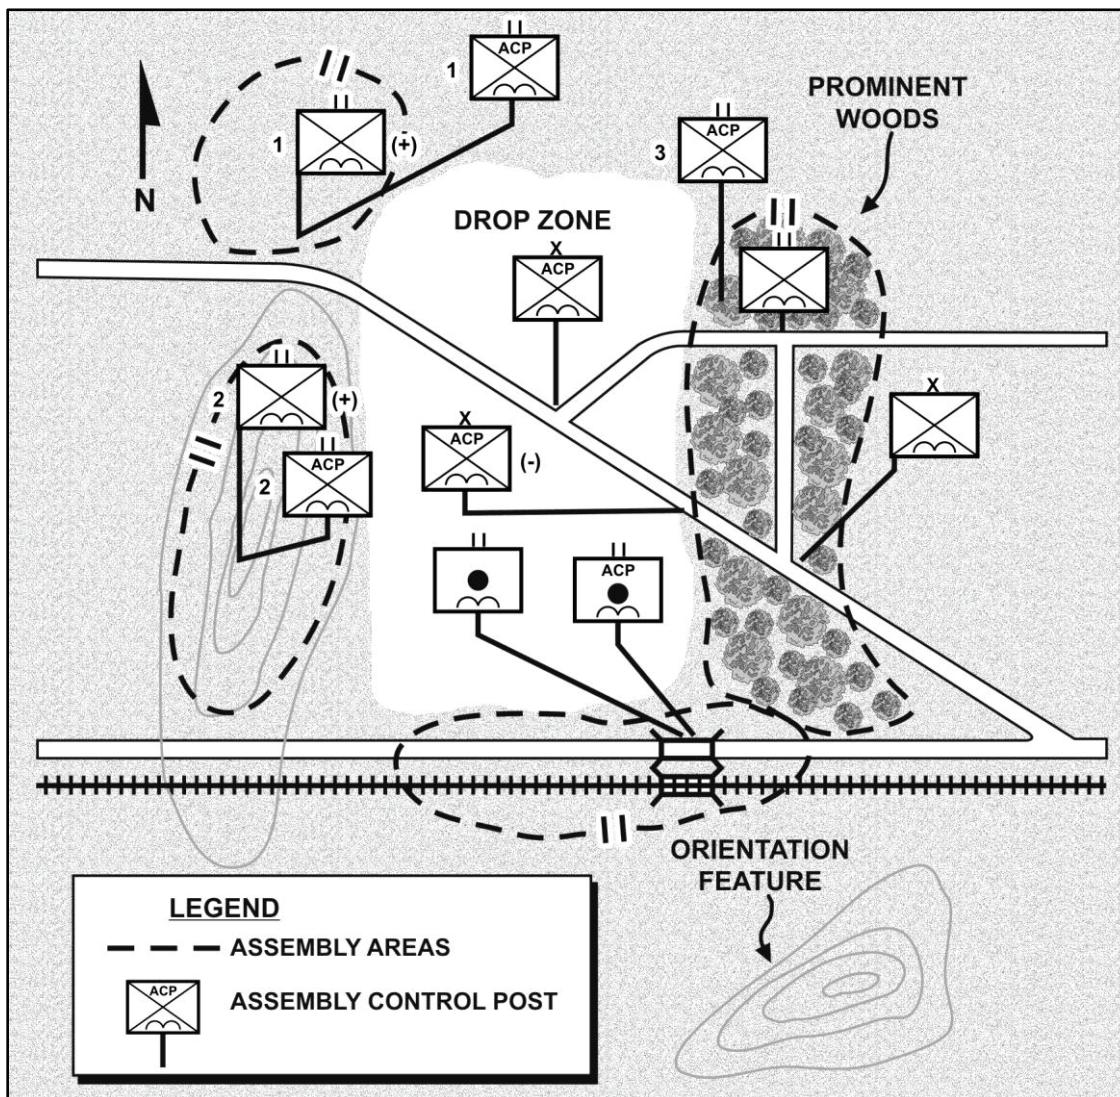 ACP
1
1
(+)
N
PROMINENT
WOODS
ACP
3
DROP ZONE
X
ACP
2
(+)
ACP
2
X
ACP
(-)
X
ACP
ORIENTATION
FEATURE
LEGEND
ASSEMBLY AREAS
ACP
ASSEMBLY CONTROL POST